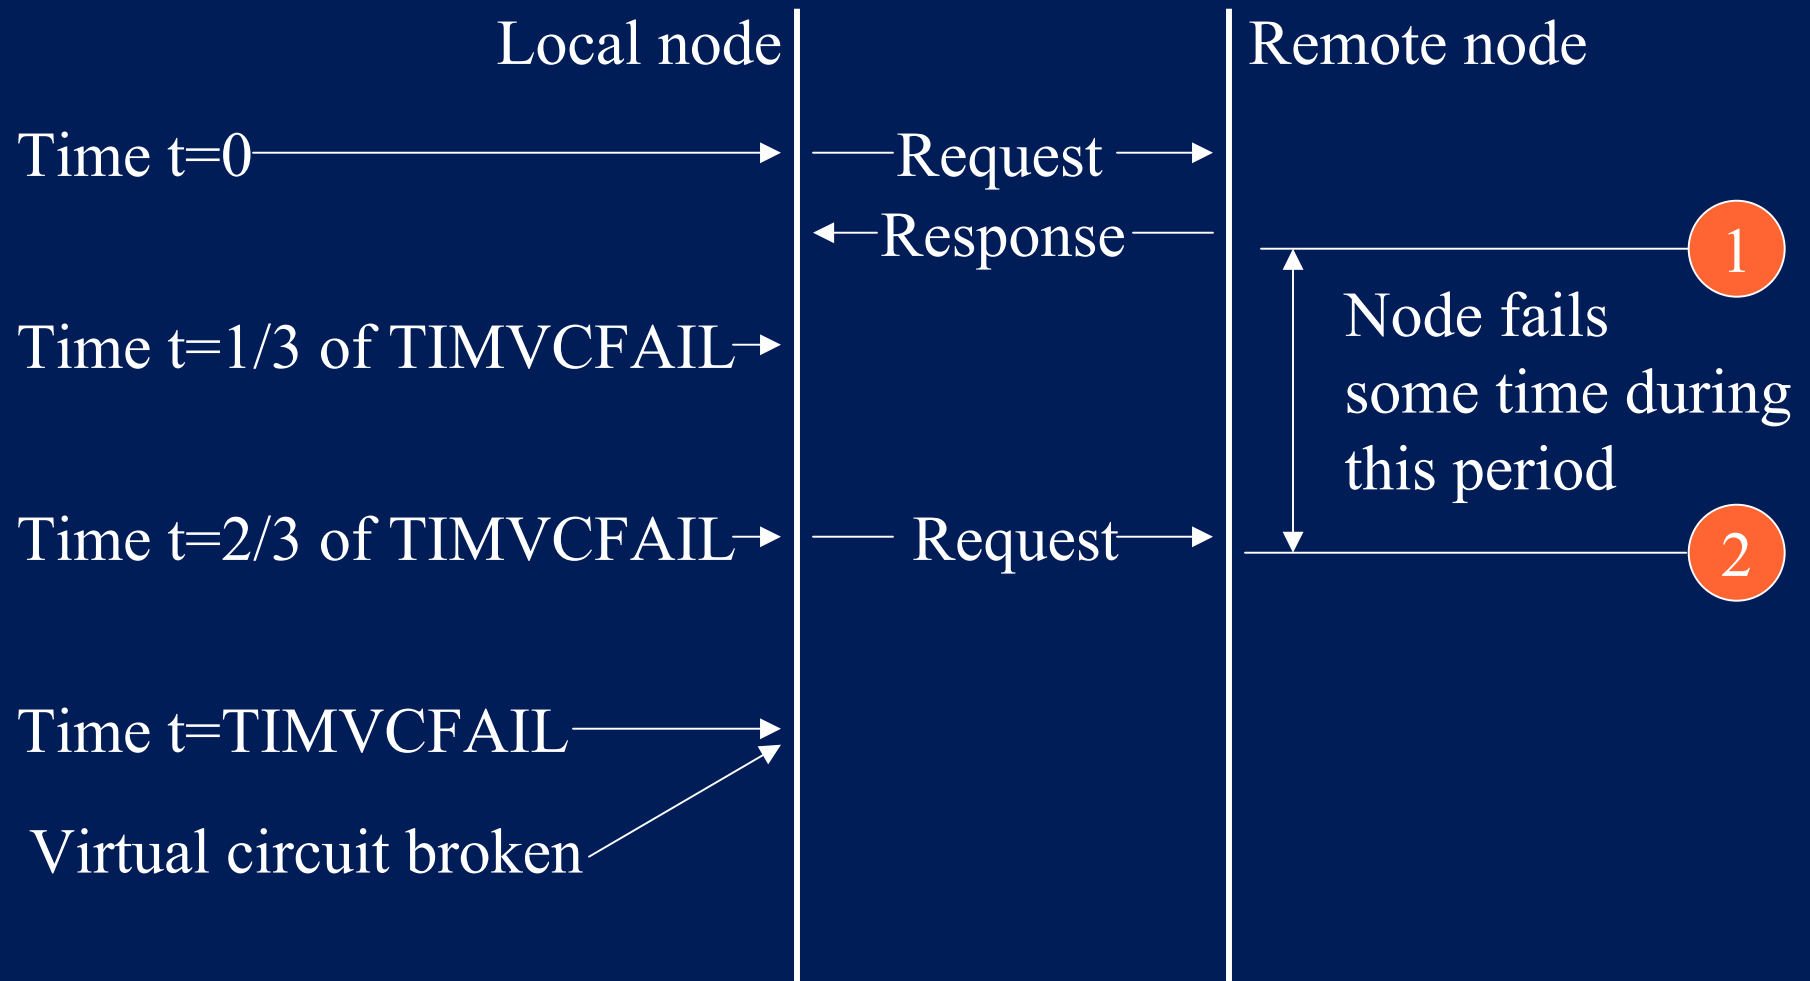 Local node
Remote node
Time t=0
Request
Response
1
Node fails
some time during
this period
Time t=1/3 of TIMVCFAIL
Time t=2/3 of TIMVCFAIL
Request
2
Time t=TIMVCFAIL
Virtual circuit broken